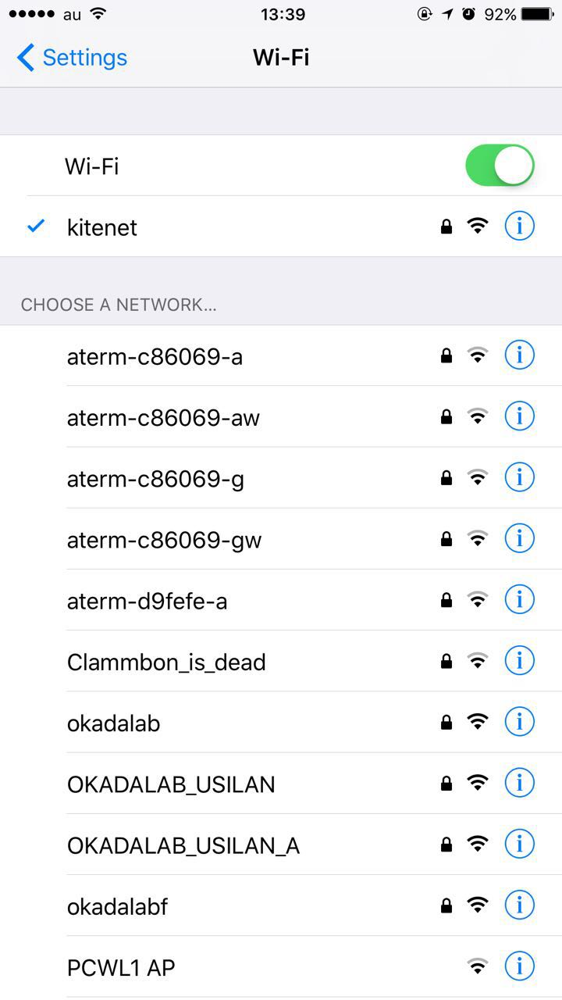 au 13:39 92%
Settings Wi-Fi
Wi-Fi
kitenet
CHOOSE A NETWORK...
aterm-c86069-a
aterm-c86069-aw
aterm-c86069-g
aterm-c86069-gw
aterm-d9fefe-a
Clammbon_is_dead
okadalab
OKADALAB_USILAN
OKADALAB_USILAN_A
okadalabf
PCWL1 AP